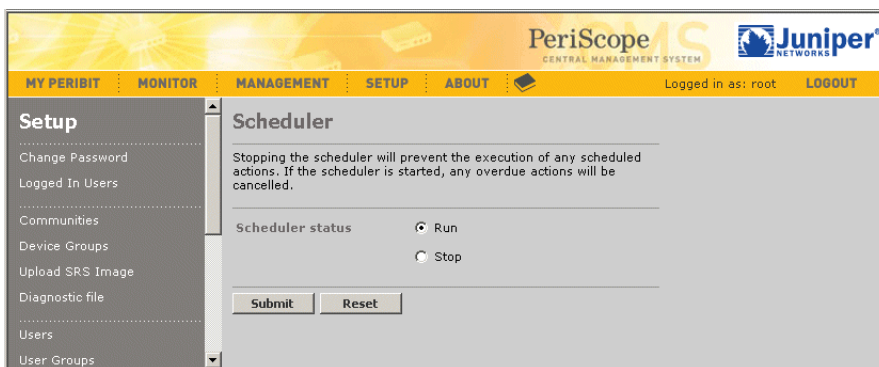 PeriScope
CENTRAL MANAGEMENT SYSTEM
CMS
Juniper
NETWORKS
MY PERIBIT
MONITOR
MANAGEMENT
SETUP
ABOUT
Logged in as: root
LOGOUT
Setup
Change Password
Logged In Users
Communities
Device Groups
Upload SRS Image
Diagnostic file
Users
User Groups
Scheduler
Stopping the scheduler will prevent the execution of any scheduled
actions. If the scheduler is started, any overdue actions will be
cancelled.
Scheduler status
Run
Stop
Submit
Reset